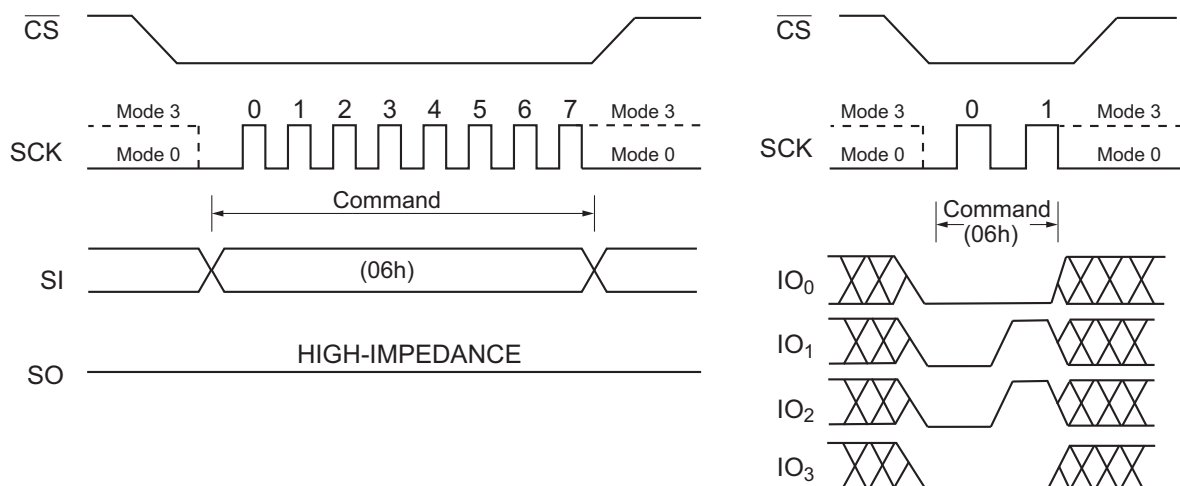 CS
Mode 3
0 1 2 3 4 5 6 7
Mode 3
SCK
Mode 0
Mode 0
Command
SI
(06h)
SO
HIGH-IMPEDANCE
CS
Mode 3
0 1
Mode 3
SCK
Mode 0
Mode 0
Command
(06h)
IO₀
IO₁
IO₂
IO₃